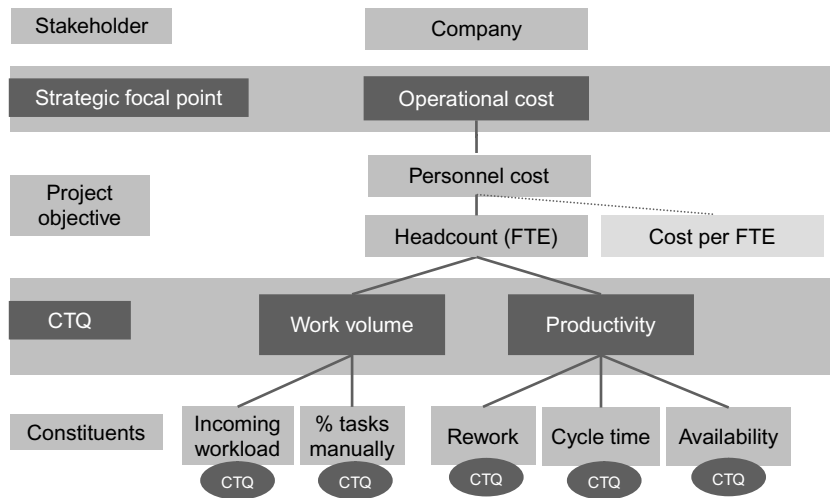 Stakeholder
Company
Strategic focal point
Operational cost
Project
objective
Personnel cost
Headcount (FTE)
Cost per FTE
CTQ
Work volume
Productivity
Constituents
Incoming
workload
% tasks
manually
Rework
Cycle time
Availability
CTQ
CTQ
CTQ
CTQ
CTQ